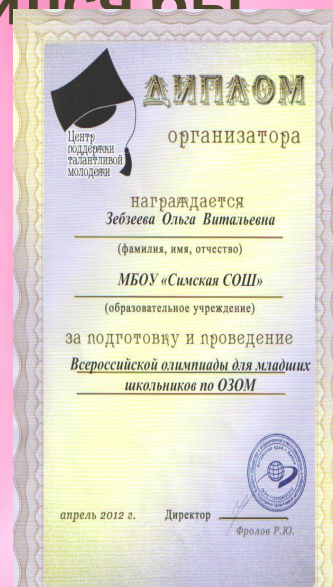 ДИПЛОМ
Центр
поддержки
талантливой
молодежи
организатора
награждается
Зебзеева Ольга Витальевна
(фамилия, имя, отчество)
МБОУ «Симская СОШ»
(образовательное учреждение)
за подготовку и проведение
Всероссийской олимпиады для младших
школьников по ОЗОМ
апрель 2012 г. Директор
Фролов Р.Ю.